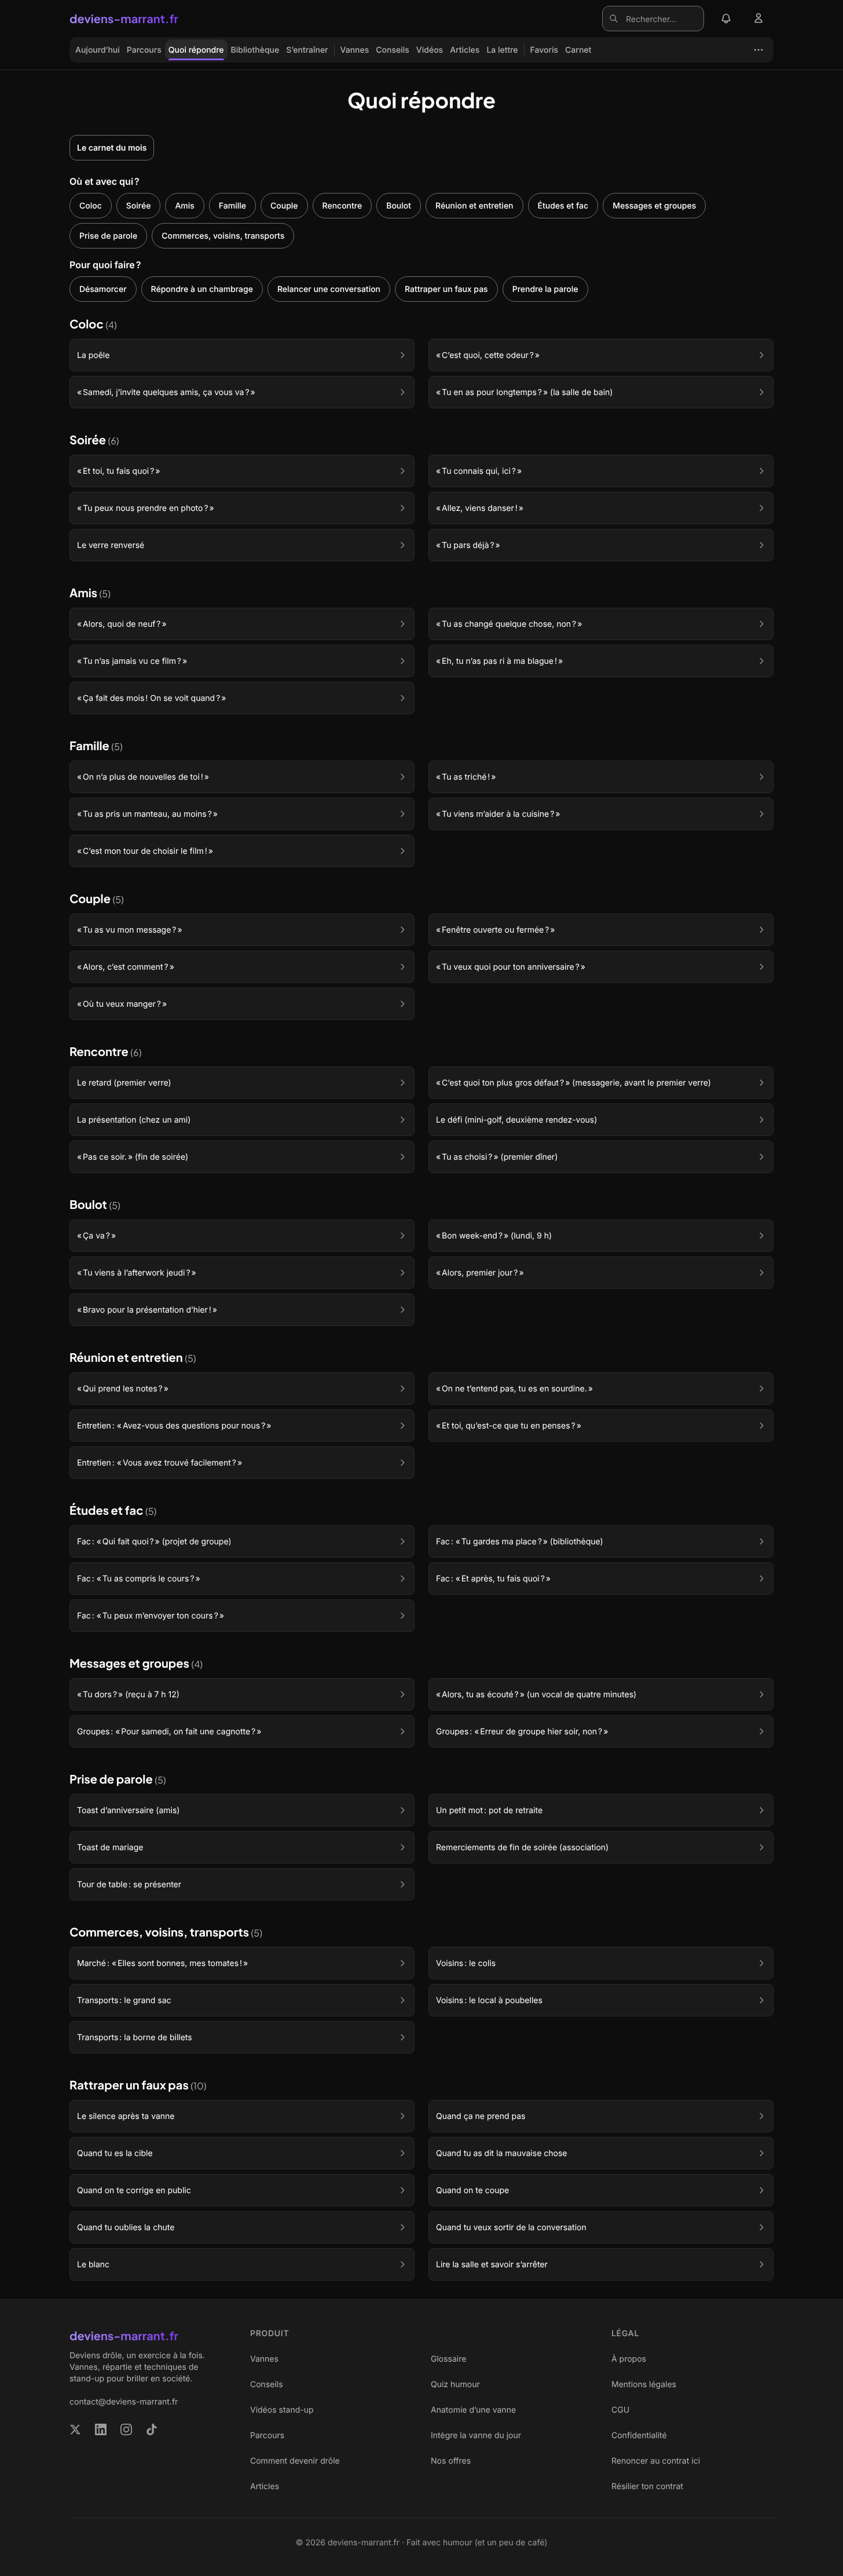 deviens-marrant.fr
Rechercher...
Aujourd'hui Parcours Quoi répondre Bibliothèque S'entraîner Vannes Conseils Vidéos Articles La lettre Favoris Carnet
Quoi répondre
Le carnet du mois
Où et avec qui ?
Coloc Soirée Amis Famille Couple Rencontre Boulot Réunion et entretien Études et fac Messages et groupes
Prise de parole Commerces, voisins, transports
Pour quoi faire ?
Désamorcer Répondre à un chambrage Relancer une conversation Rattraper un faux pas Prendre la parole
Coloc (4)
La poêle
« C'est quoi, cette odeur ? »
« Samedi, j'invite quelques amis, ça vous va ? »
« Tu en as pour longtemps ? » (la salle de bain)
Soirée (6)
« Et toi, tu fais quoi ? »
« Tu connais qui, ici ? »
« Tu peux nous prendre en photo ? »
« Allez, viens danser ! »
Le verre renversé
« Tu pars déjà ? »
Amis (5)
« Alors, quoi de neuf ? »
« Tu as changé quelque chose, non ? »
« Tu n'as jamais vu ce film ? »
« Eh, tu n'as pas ri à ma blague ! »
« Ça fait des mois ! On se voit quand ? »
Famille (5)
« On n'a plus de nouvelles de toi ! »
« Tu as triché ! »
« Tu as pris un manteau, au moins ? »
« Tu viens m'aider à la cuisine ? »
« C'est mon tour de choisir le film ! »
Couple (5)
« Tu as vu mon message ? »
« Fenêtre ouverte ou fermée ? »
« Alors, c'est comment ? »
« Tu veux quoi pour ton anniversaire ? »
« Où tu veux manger ? »
Rencontre (6)
Le retard (premier verre)
« C'est quoi ton plus gros défaut ? » (messagerie, avant le premier verre)
La présentation (chez un ami)
Le défi (mini-golf, deuxième rendez-vous)
« Pas ce soir. » (fin de soirée)
« Tu as choisi ? » (premier dîner)
Boulot (5)
« Ça va ? »
« Bon week-end ? » (lundi, 9 h)
« Tu viens à l'afterwork jeudi ? »
« Alors, premier jour ? »
« Bravo pour la présentation d'hier ! »
Réunion et entretien (5)
« Qui prend les notes ? »
« On ne t'entend pas, tu es en sourdine. »
Entretien : « Avez-vous des questions pour nous ? »
« Et toi, qu'est-ce que tu en penses ? »
Entretien : « Vous avez trouvé facilement ? »
Études et fac (5)
Fac : « Qui fait quoi ? » (projet de groupe)
Fac : « Tu gardes ma place ? » (bibliothèque)
Fac : « Tu as compris le cours ? »
Fac : « Et après, tu fais quoi ? »
Fac : « Tu peux m'envoyer ton cours ? »
Messages et groupes (4)
« Tu dors ? » (reçu à 7 h 12)
« Alors, tu as écouté ? » (un vocal de quatre minutes)
Groupes : « Pour samedi, on fait une cagnotte ? »
Groupes : « Erreur de groupe hier soir, non ? »
Prise de parole (5)
Toast d'anniversaire (amis)
Un petit mot : pot de retraite
Toast de mariage
Remerciements de fin de soirée (association)
Tour de table : se présenter
Commerces, voisins, transports (5)
Marché : « Elles sont bonnes, mes tomates ! »
Voisins : le colis
Transports : le grand sac
Voisins : le local à poubelles
Transports : la borne de billets
Rattraper un faux pas (10)
Le silence après ta vanne
Quand ça ne prend pas
Quand tu es la cible
Quand tu as dit la mauvaise chose
Quand on te corrige en public
Quand on te coupe
Quand tu oublies la chute
Quand tu veux sortir de la conversation
Le blanc
Lire la salle et savoir s'arrêter
deviens-marrant.fr
Deviens drôle, un exercice à la fois.
Vannes, répartie et techniques de
stand-up pour briller en société.
contact@deviens-marrant.fr
PRODUIT
Vannes
Conseils
Vidéos stand-up
Parcours
Comment devenir drôle
Articles
Glossaire
Quiz humour
Anatomie d'une vanne
Intègre la vanne du jour
Nos offres
LÉGAL
À propos
Mentions légales
CGU
Confidentialité
Renoncer au contrat ici
Résilier ton contrat
© 2026 deviens-marrant.fr · Fait avec humour (et un peu de café)